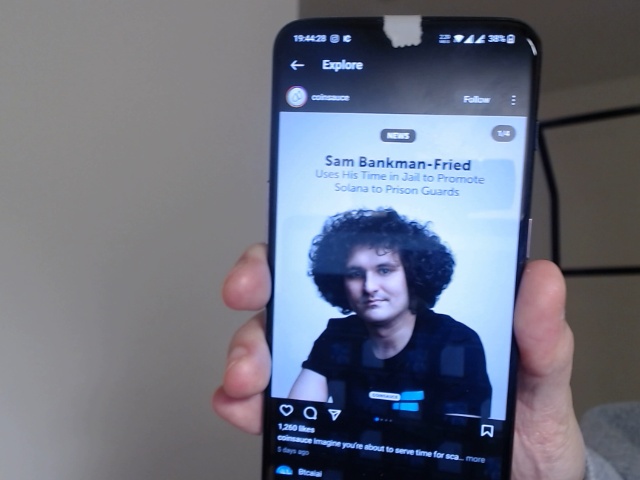 19:44:28
38%
Explore
coinsauce
Follow
NEWS
1/4
Sam Bankman-Fried
Uses His Time in Jail to Promote
Solana to Prison Guards
1,260 likes
coinsauce Imagine you're about to serve time for sca... more
5 days ago
Btcalal